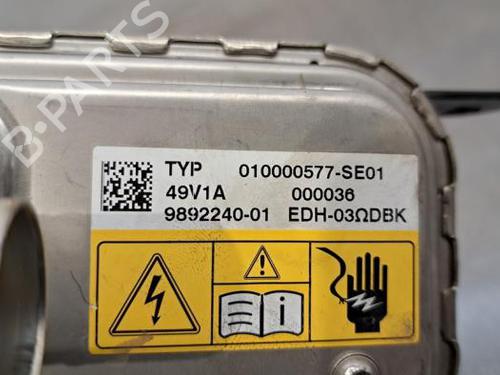 B-PARTS
TYP 010000577-SE01
49V1A 000036
9892240-01 EDH-03ΩDBK